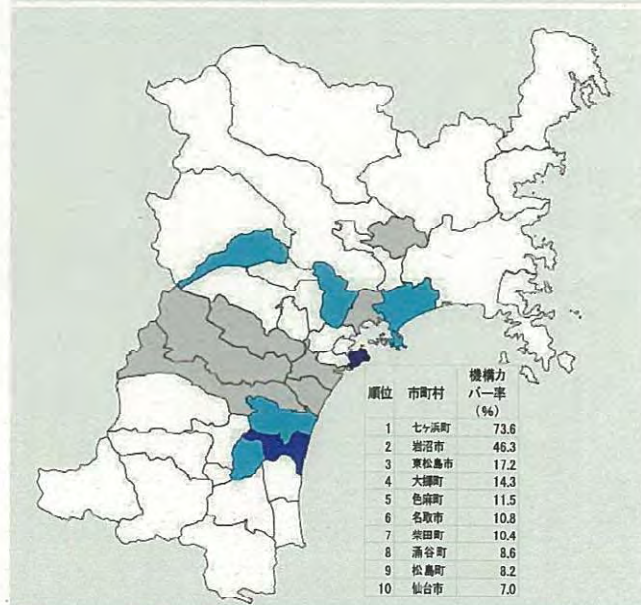 順位 市町村 機構カバー率(%)
1 七ヶ浜町 73.6
2 岩沼市 46.3
3 東松島市 17.2
4 大郷町 14.3
5 色麻町 11.5
6 名取市 10.8
7 柴田町 10.4
8 涌谷町 8.6
9 松島町 8.2
10 仙台市 7.0